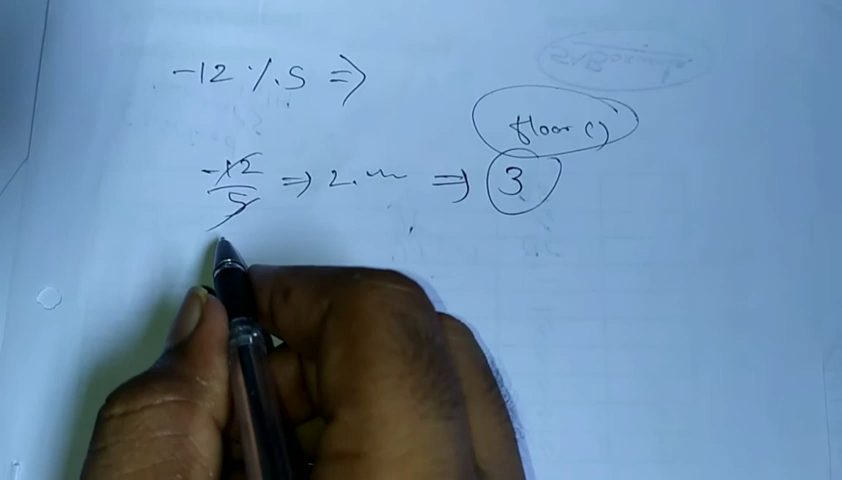 -12 % 5 ⇒
floor ()
-12/5 ⇒ 2. ⇒ 3